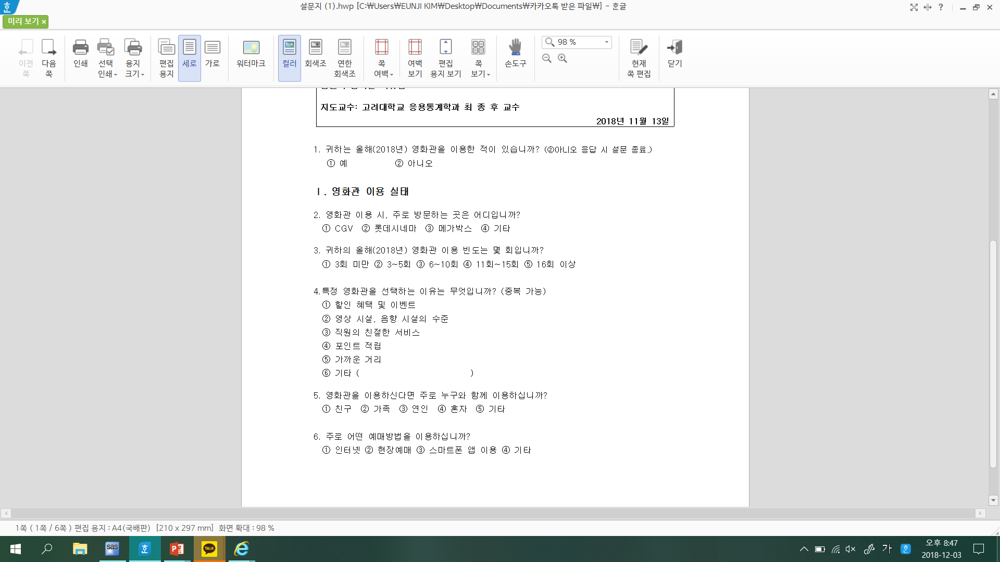 설문지 (1).hwp [C:₩Users₩EUNJI KIM₩Desktop₩Documents₩카카오톡 받은 파일₩] - 한글
미리 보기
이전 쪽
다음 쪽
인쇄
선택 인쇄
용지 크기
편집 용지
세로
가로
워터마크
컬러
회색조
연한 회색조
쪽 여백
여백 보기
편집 용지 보기
쪽 보기
손도구
98 %
현재 쪽 편집
닫기
지도교수: 고려대학교 응용통계학과 최 종 후 교수
2018년 11월 13일
1. 귀하는 올해(2018년) 영화관을 이용한 적이 있습니까? (②아니오 응답 시 설문 종료.)
① 예 ② 아니오
Ⅰ. 영화관 이용 실태
2. 영화관 이용 시, 주로 방문하는 곳은 어디입니까?
① CGV ② 롯데시네마 ③ 메가박스 ④ 기타
3. 귀하의 올해(2018년) 영화관 이용 빈도는 몇 회입니까?
① 3회 미만 ② 3~5회 ③ 6~10회 ④ 11회~15회 ⑤ 16회 이상
4.특정 영화관을 선택하는 이유는 무엇입니까? (중복 가능)
① 할인 혜택 및 이벤트
② 영상 시설, 음향 시설의 수준
③ 직원의 친절한 서비스
④ 포인트 적립
⑤ 가까운 거리
⑥ 기타 ( )
5. 영화관을 이용하신다면 주로 누구와 함께 이용하십니까?
① 친구 ② 가족 ③ 연인 ④ 혼자 ⑤ 기타
6. 주로 어떤 예매방법을 이용하십니까?
① 인터넷 ② 현장예매 ③ 스마트폰 앱 이용 ④ 기타
1쪽 ( 1쪽 / 6쪽 ) 편집 용지 : A4(국배판) [210 x 297 mm] 화면 확대 : 98 %
sas
TALK
가
오후 8:47
2018-12-03